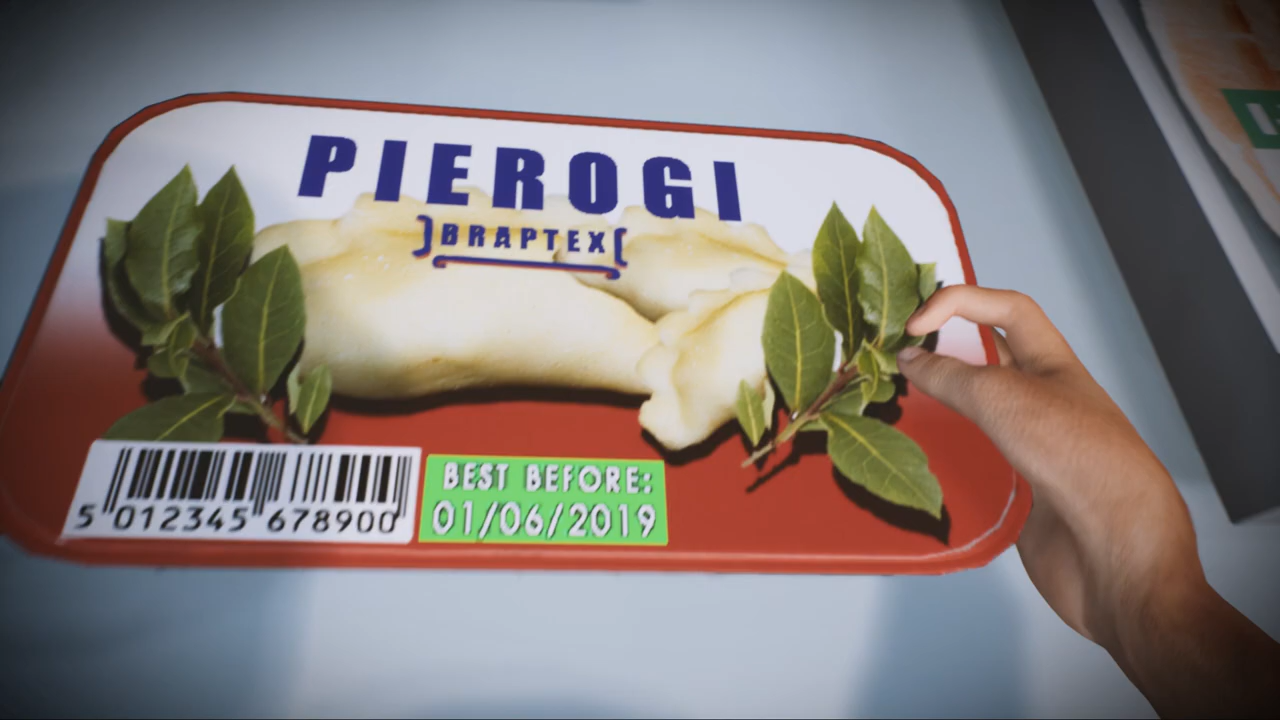 PIEROGI
BRAPTEX
5 012345 678900
BEST BEFORE:
01/06/2019